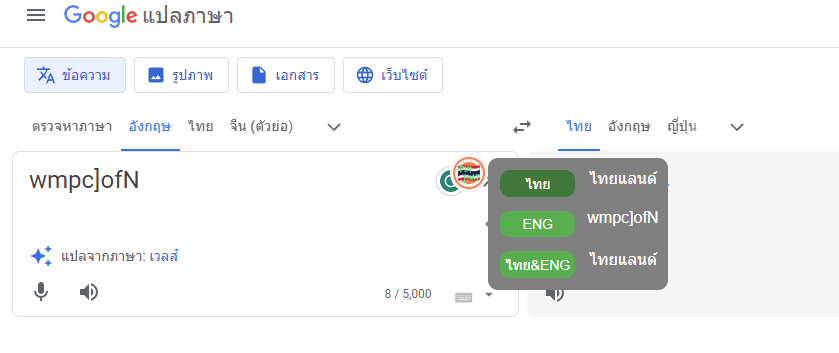 Google แปลภาษา
ข้อความ รูปภาพ เอกสาร เว็บไซต์
ตรวจหาภาษา อังกฤษ ไทย จีน (ตัวย่อ) ไทย อังกฤษ ญี่ปุ่น
wmpc]ofN
ไทย ไทยแลนด์
ENG wmpc]ofN
ไทย&ENG ไทยแลนด์
แปลจากภาษา: เวลส์
8 / 5,000